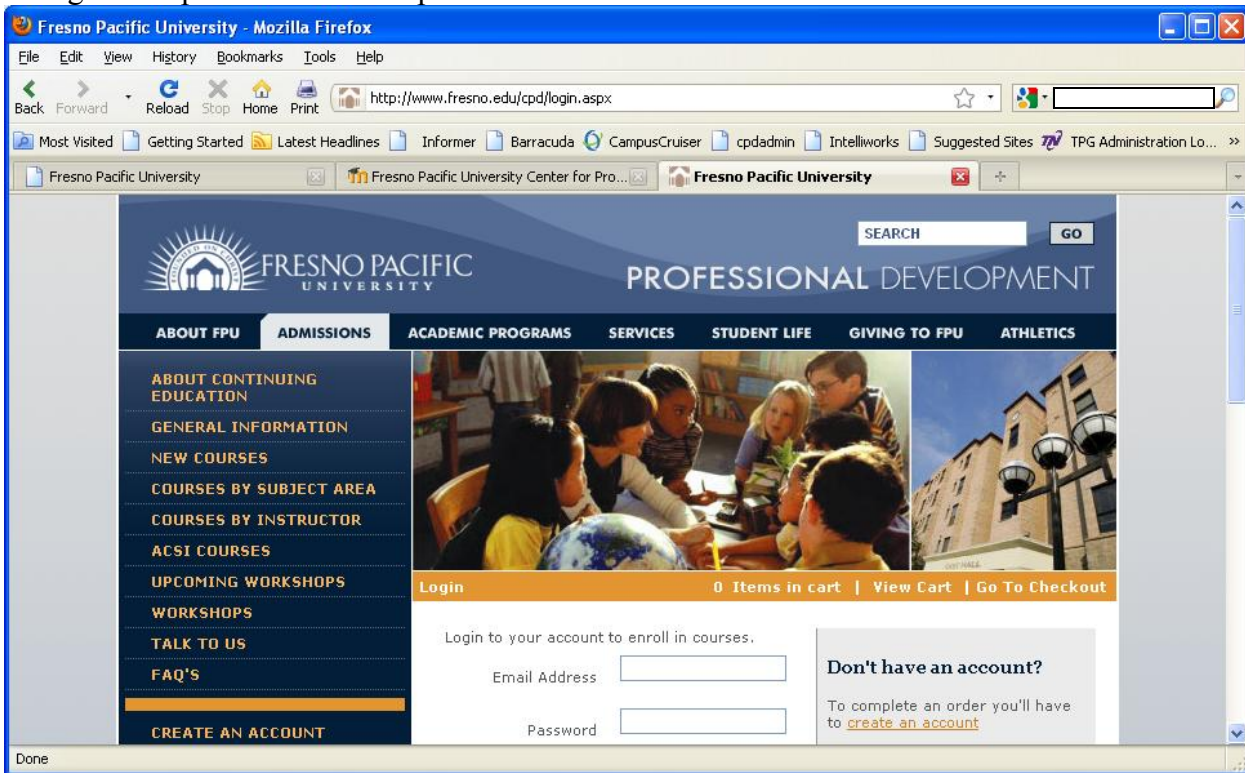 Fresno Pacific University - Mozilla Firefox
File Edit View History Bookmarks Tools Help
Back Forward Reload Stop Home Print http://www.fresno.edu/cpd/login.aspx
Most Visited Getting Started Latest Headlines Informer Barracuda CampusCruiser cpdadmin Intelliworks Suggested Sites TPG Administration Lo... »
Fresno Pacific University Fresno Pacific University Center for Pro... Fresno Pacific University
SEARCH GO
FOUNDED ON CHRIST
FRESNO PACIFIC
UNIVERSITY
PROFESSIONAL DEVELOPMENT
ABOUT FPU ADMISSIONS ACADEMIC PROGRAMS SERVICES STUDENT LIFE GIVING TO FPU ATHLETICS
ABOUT CONTINUING
EDUCATION
GENERAL INFORMATION
NEW COURSES
COURSES BY SUBJECT AREA
COURSES BY INSTRUCTOR
ACSI COURSES
UPCOMING WORKSHOPS
WORKSHOPS
TALK TO US
FAQ'S
CREATE AN ACCOUNT
Login 0 Items in cart | View Cart | Go To Checkout
Login to your account to enroll in courses.
Email Address
Password
Don't have an account?
To complete an order you'll have
to create an account
Done